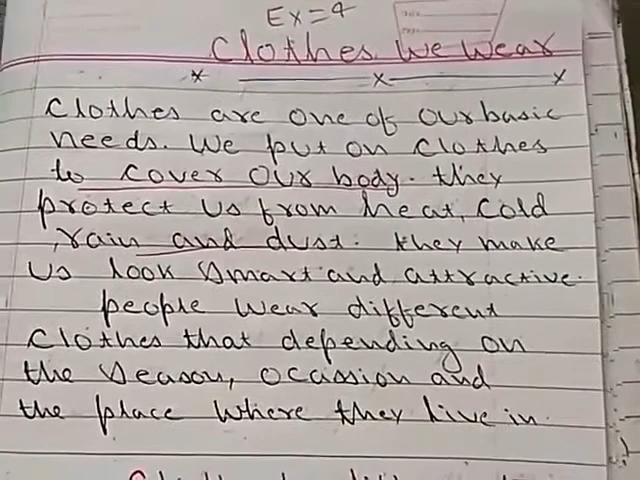 Ex=4
Clothes We Wear
* x x
Clothes are one of our basic
needs. We put on clothes
to cover our body. they
protect us from heat, cold
,rain and dust. they make
us look smart and attractive.
people wear different
clothes that depending on
the season, ocassion and
the place where they live in.